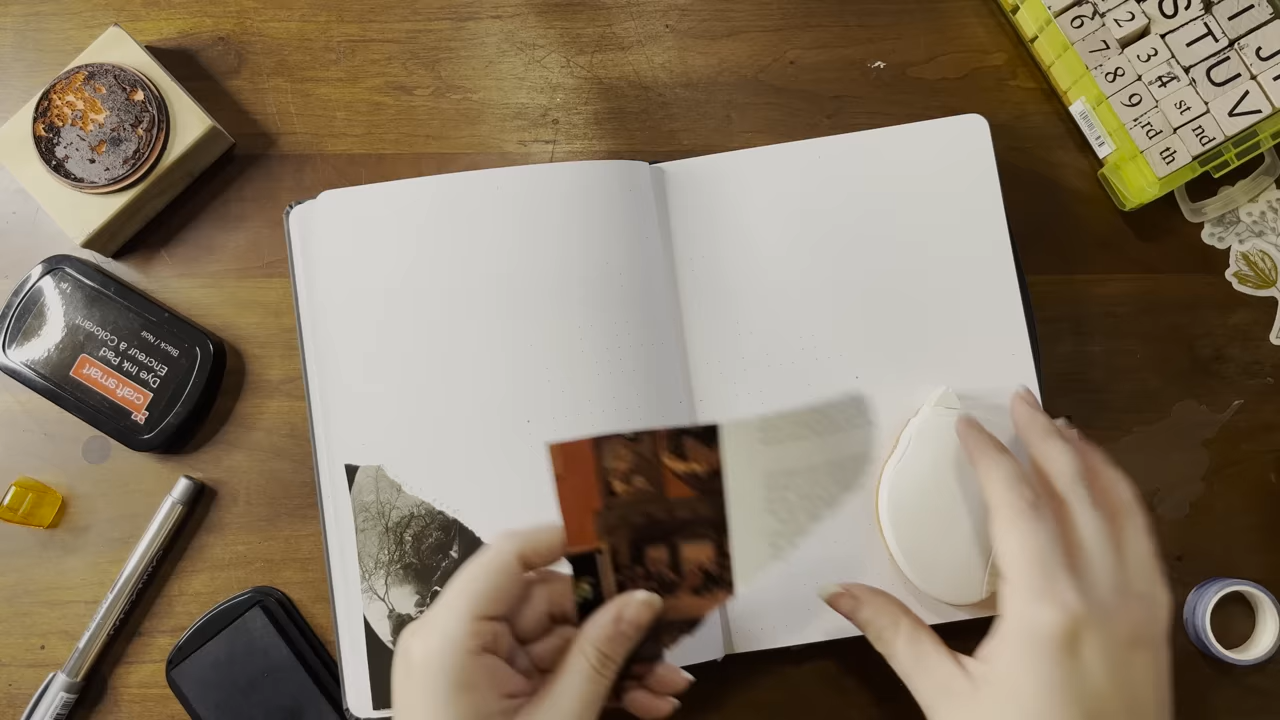 craft smart
Dye Ink Pad
Encreur à Colorant
Black / Noir
6 2 S
7 3 T J
8 4 U
9 st V
rd nd
th